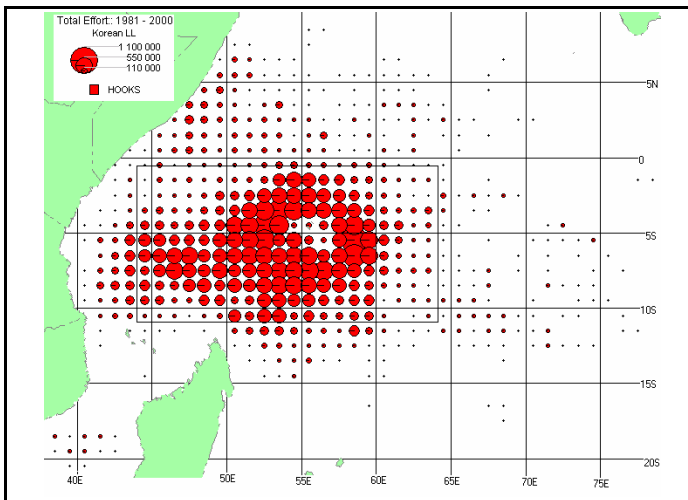 Total Effort:: 1981 - 2000
Korean LL
1 100 000
550 000
110 000
HOOKS
5N
0
5S
10S
15S
20S
40E
45E
50E
55E
60E
65E
70E
75E